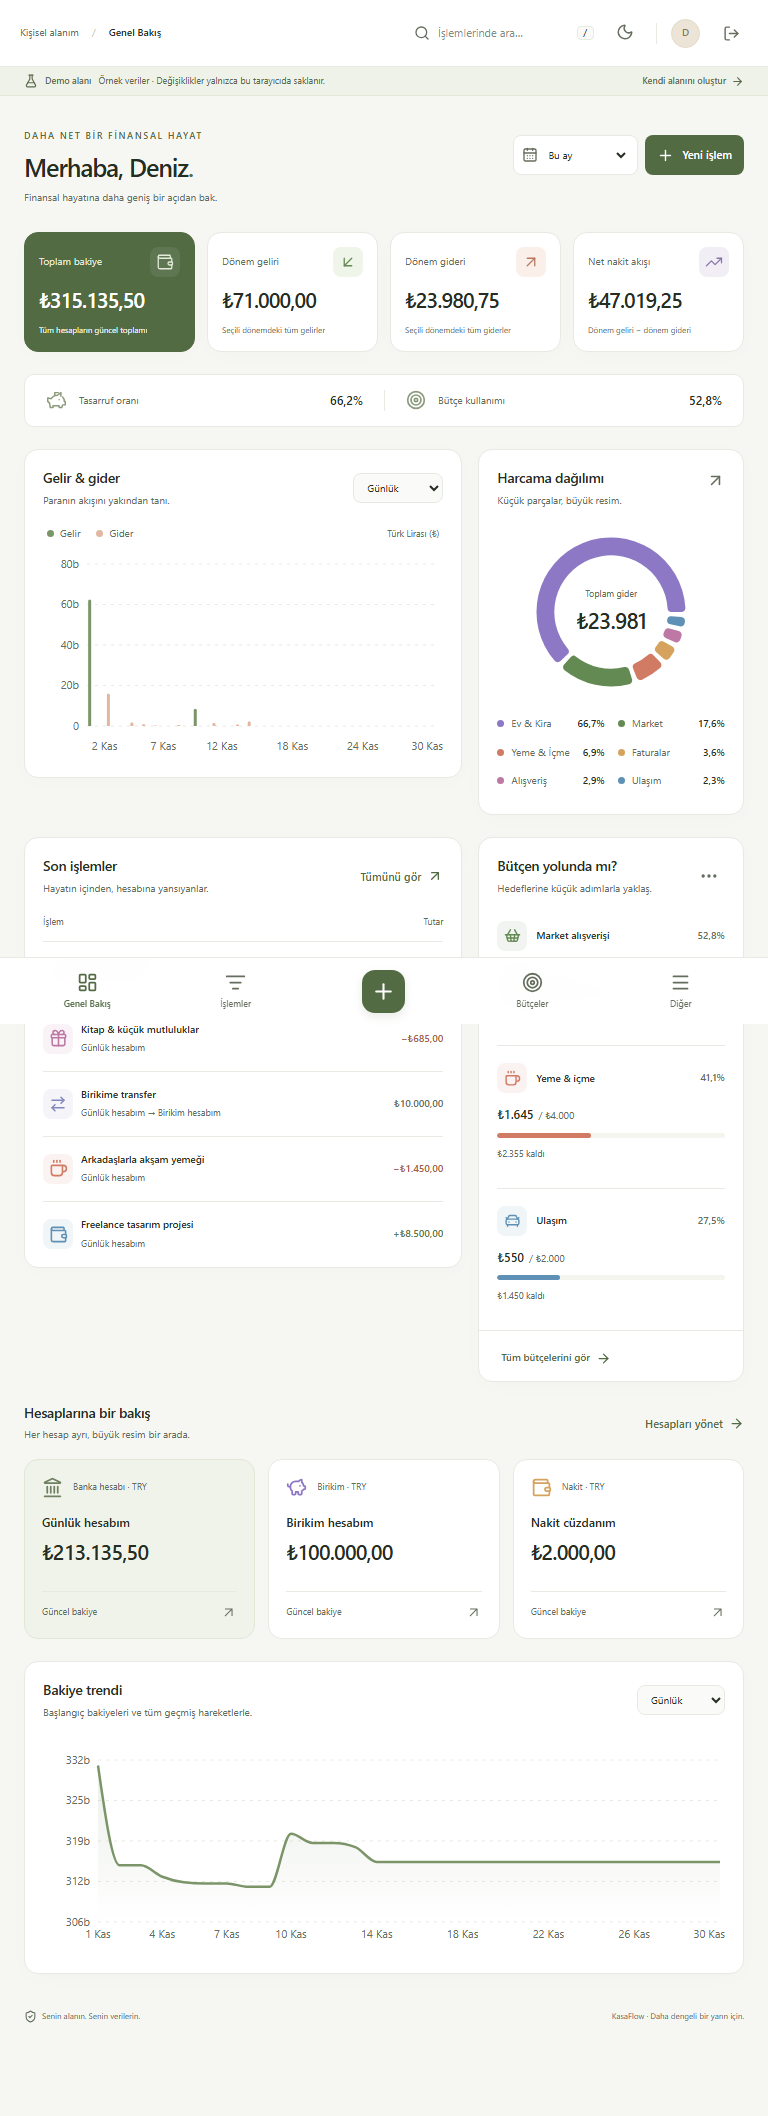 Kişisel alanım / Genel Bakış
İşlemlerinde ara...
/
D
Demo alanı Örnek veriler · Değişiklikler yalnızca bu tarayıcıda saklanır.
Kendi alanını oluştur →
DAHA NET BİR FİNANSAL HAYAT
Merhaba, Deniz.
Finansal hayatına daha geniş bir açıdan bak.
Bu ay
Yeni işlem
Toplam bakiye
₺315.135,50
Tüm hesapların güncel toplamı
Dönem geliri
₺71.000,00
Seçili dönemdeki tüm gelirler
Dönem gideri
₺23.980,75
Seçili dönemdeki tüm giderler
Net nakit akışı
₺47.019,25
Dönem geliri − dönem gideri
Tasarruf oranı 66,2%
Bütçe kullanımı 52,8%
Gelir & gider
Paranın akışını yakından tanı.
Günlük
Gelir Gider
Türk Lirası (₺)
80b
60b
40b
20b
0
2 Kas 7 Kas 12 Kas 18 Kas 24 Kas 30 Kas
Harcama dağılımı
Küçük parçalar, büyük resim.
Toplam gider
₺23.981
Ev & Kira 66,7% Market 17,6%
Yeme & İçme 6,9% Faturalar 3,6%
Alışveriş 2,9% Ulaşım 2,3%
Son işlemler
Hayatın içinden, hesabına yansıyanlar.
Tümünü gör
İşlem Tutar
Bütçen yolunda mı?
Hedeflerine küçük adımlarla yaklaş.
Market alışverişi 52,8%
Genel Bakış İşlemler Bütçeler Diğer
Kitap & küçük mutluluklar
Günlük hesabım
−₺685,00
Birikime transfer
Günlük hesabım → Birikim hesabım
₺10.000,00
Arkadaşlarla akşam yemeği
Günlük hesabım
−₺1.450,00
Freelance tasarım projesi
Günlük hesabım
+₺8.500,00
Yeme & içme 41,1%
₺1.645 / ₺4.000
₺2.355 kaldı
Ulaşım 27,5%
₺550 / ₺2.000
₺1.450 kaldı
Tüm bütçelerini gör →
Hesaplarına bir bakış
Her hesap ayrı, büyük resim bir arada.
Hesapları yönet →
Banka hesabı · TRY
Günlük hesabım
₺213.135,50
Güncel bakiye
Birikim · TRY
Birikim hesabım
₺100.000,00
Güncel bakiye
Nakit · TRY
Nakit cüzdanım
₺2.000,00
Güncel bakiye
Bakiye trendi
Başlangıç bakiyeleri ve tüm geçmiş hareketlerle.
Günlük
332b
325b
319b
312b
306b
1 Kas 4 Kas 7 Kas 10 Kas 14 Kas 18 Kas 22 Kas 26 Kas 30 Kas
Senin alanın. Senin verilerin.
KasaFlow · Daha dengeli bir yarın için.